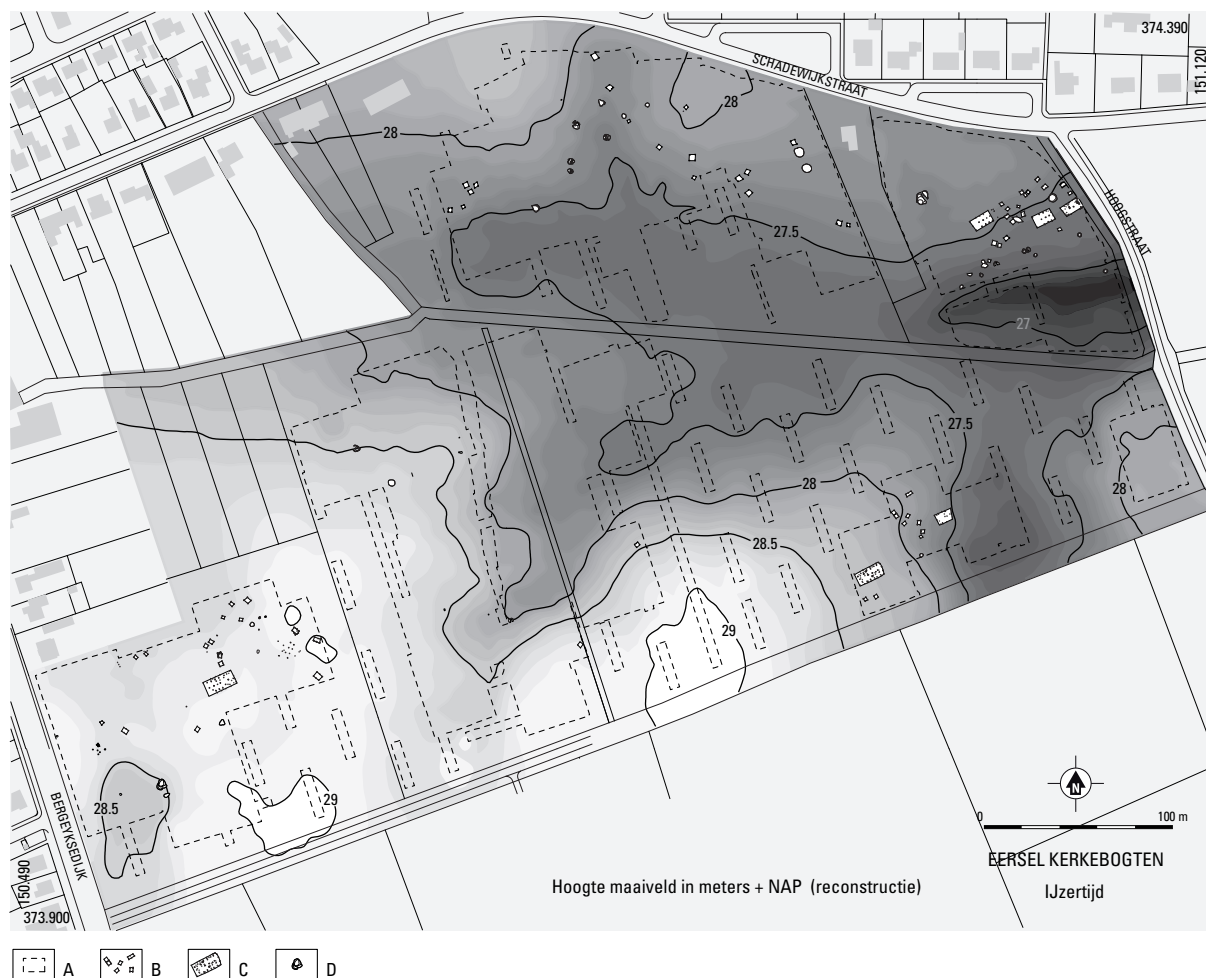 374.390
151.120
SCHADEWIJKSTRAAT
28
28
HOOGSTRAAT
27.5
27
27.5
28
28
28.5
29
28.5
29
BERGEYKSEDIJK
N
0 100 m
EERSEL KERKEBOGTEN
IJzertijd
Hoogte maaiveld in meters + NAP (reconstructie)
150.490
373.900
A B C D